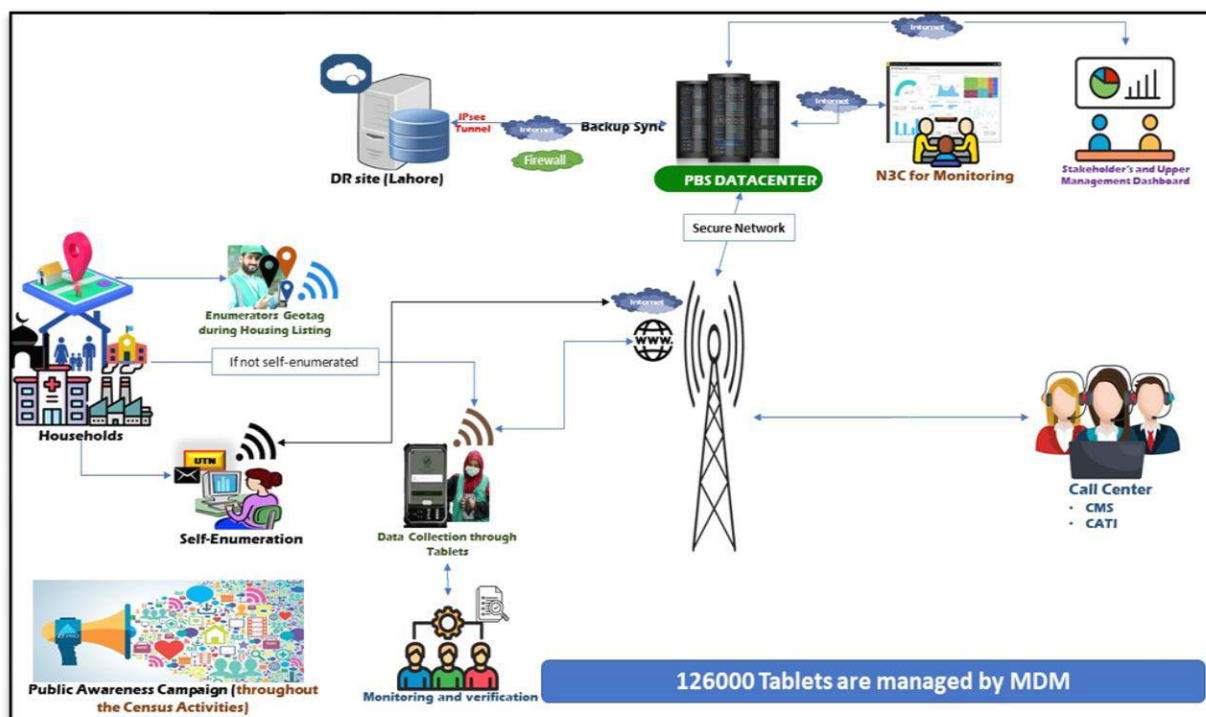 Internet
IPsec
Tunnel
Internet
Backup Sync
Internet
Firewall
DR site (Lahore)
PBS DATACENTER
N3C for Monitoring
Stakeholder's and Upper
Management Dashboard
Secure Network
Enumerators Geotag
during Housing Listing
Internet
WWW.
If not self-enumerated
Households
UTN
Self-Enumeration
Data Collection through
Tablets
Call Center
• CMS
• CATI
Public Awareness Campaign (throughout
the Census Activities)
Monitoring and verification
126000 Tablets are managed by MDM